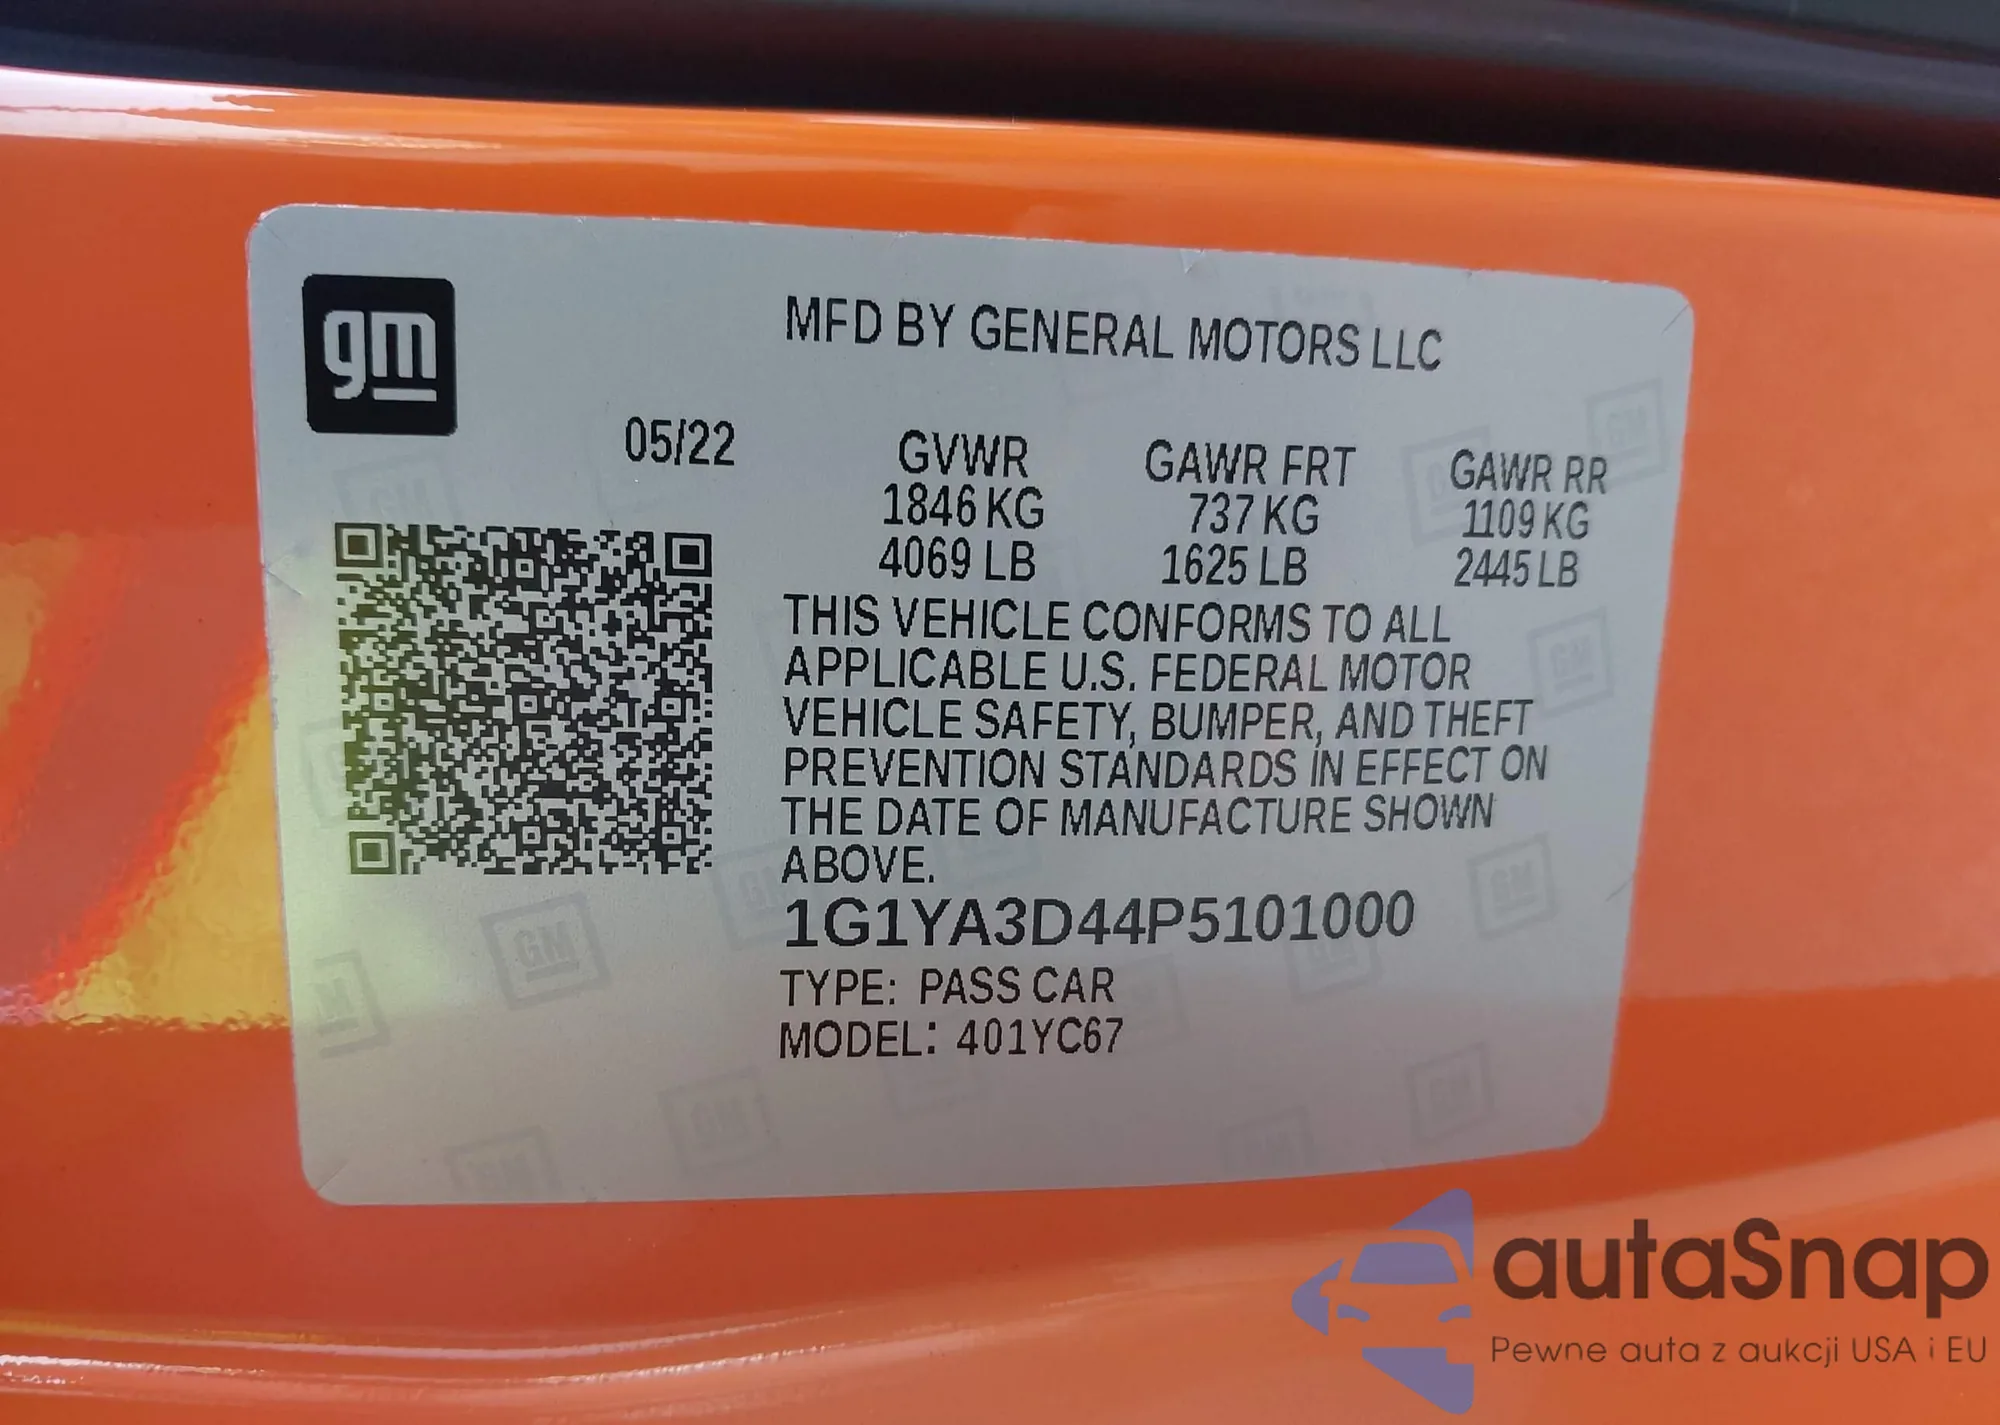 gm
MFD BY GENERAL MOTORS LLC
05/22 GVWR GAWR FRT GAWR RR
1846 KG 737 KG 1109 KG
4069 LB 1625 LB 2445 LB
THIS VEHICLE CONFORMS TO ALL
APPLICABLE U.S. FEDERAL MOTOR
VEHICLE SAFETY, BUMPER, AND THEFT
PREVENTION STANDARDS IN EFFECT ON
THE DATE OF MANUFACTURE SHOWN
ABOVE.
1G1YA3D44P5101000
TYPE: PASS CAR
MODEL: 401YC67
autaSnap
Pewne auta z aukcji USA i EU